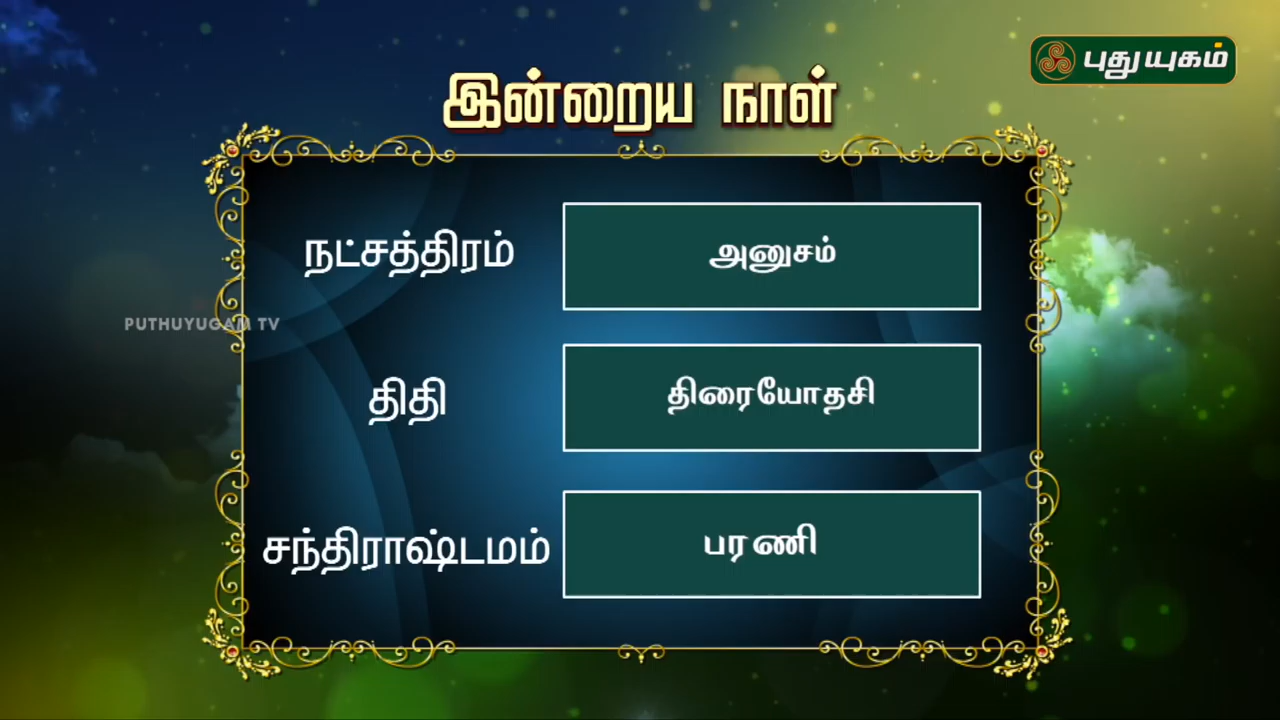 புதுயுகம்
இன்றைய நாள்
நட்சத்திரம்
அனுசம்
PUTHUYUGAM TV
திதி
திரையோதசி
சந்திராஷ்டமம்
பரணி